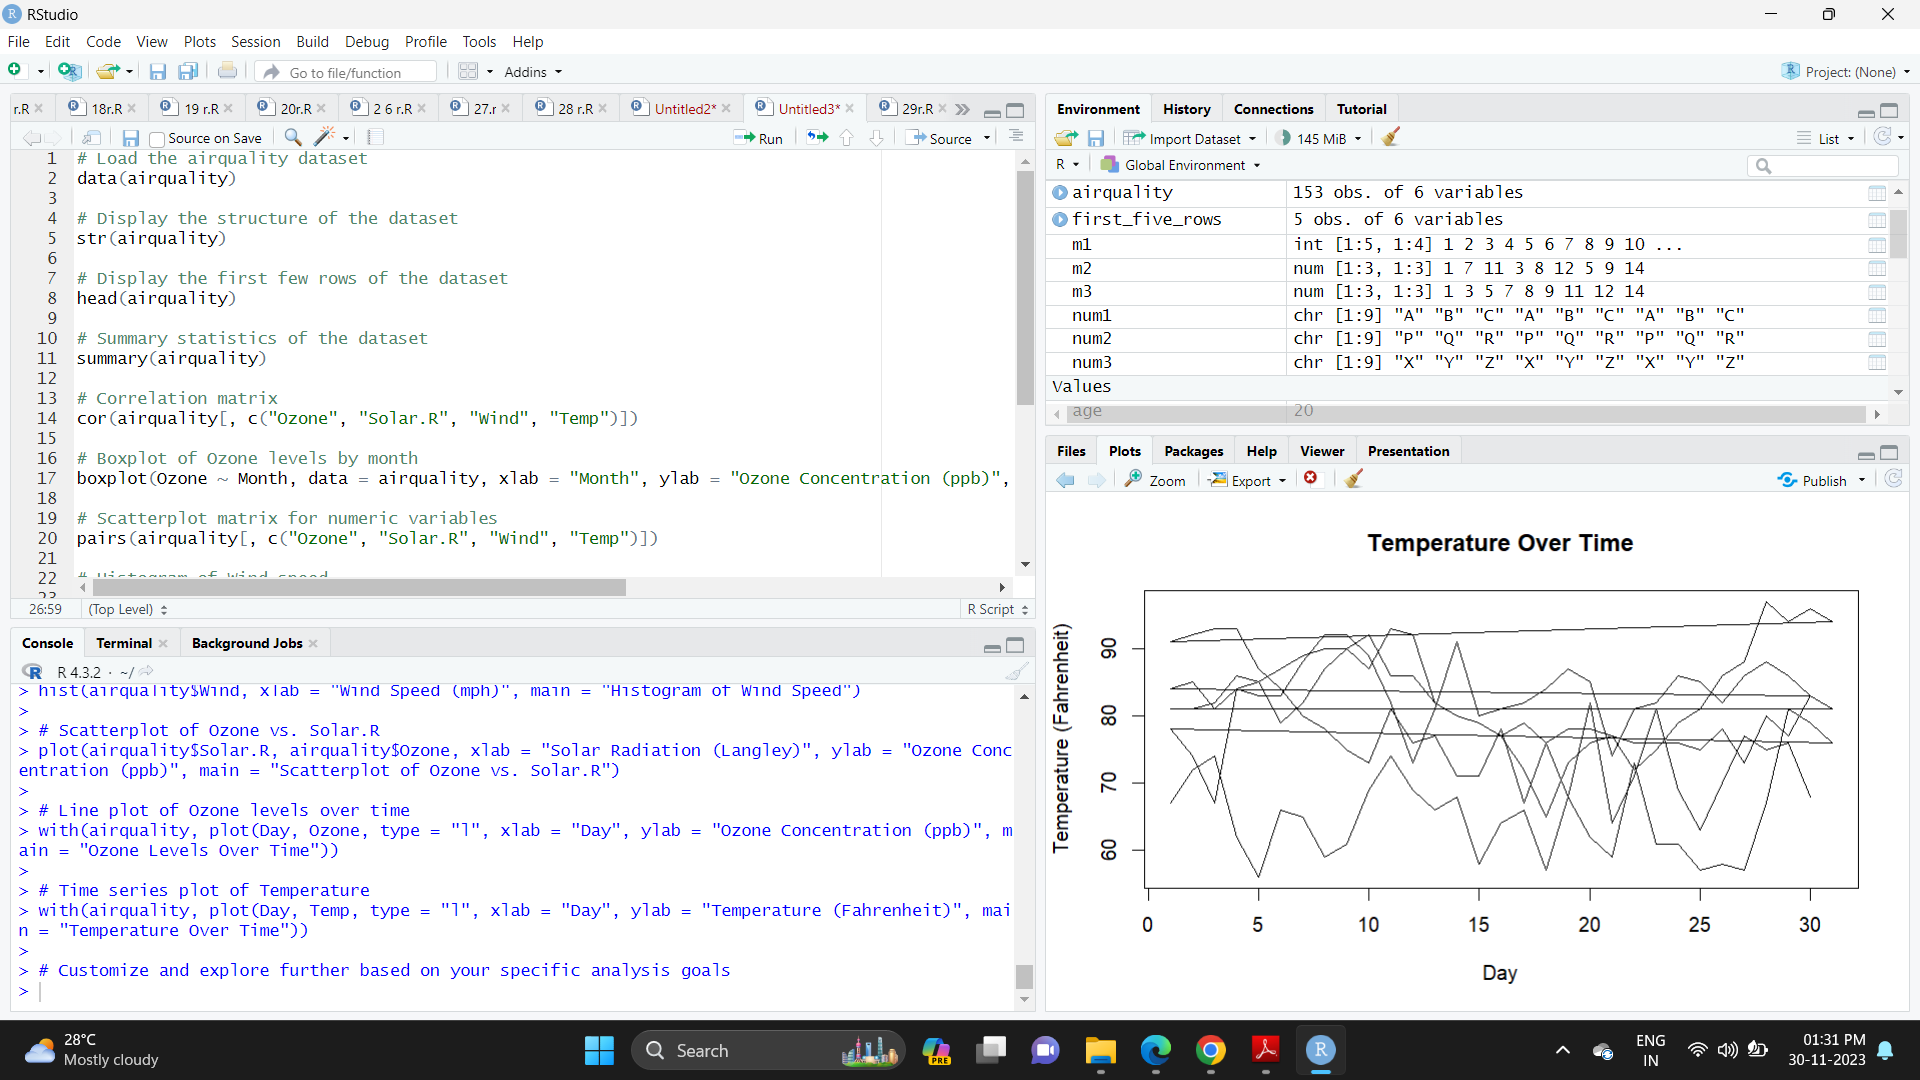 RStudio
File Edit Code View Plots Session Build Debug Profile Tools Help
Go to file/function Addins Project: (None)
r.R 18r.R 19 r.R 20r.R 2 6 r.R 27.r 28 r.R Untitled2* Untitled3* 29r.R
Source on Save Run Source
1 # Load the airquality dataset
2 data(airquality)
3
4 # Display the structure of the dataset
5 str(airquality)
6
7 # Display the first few rows of the dataset
8 head(airquality)
9
10 # Summary statistics of the dataset
11 summary(airquality)
12
13 # Correlation matrix
14 cor(airquality[, c("Ozone", "Solar.R", "Wind", "Temp")])
15
16 # Boxplot of Ozone levels by month
17 boxplot(Ozone ~ Month, data = airquality, xlab = "Month", ylab = "Ozone Concentration (ppb)",
18
19 # Scatterplot matrix for numeric variables
20 pairs(airquality[, c("Ozone", "Solar.R", "Wind", "Temp")])
21
22 # Histogram of Wind speed
23
26:59 (Top Level) R Script
Console Terminal Background Jobs
R R 4.3.2 · ~/
> hist(airquality$Wind, xlab = "Wind Speed (mph)", main = "Histogram of Wind Speed")
>
> # Scatterplot of Ozone vs. Solar.R
> plot(airquality$Solar.R, airquality$Ozone, xlab = "Solar Radiation (Langley)", ylab = "Ozone Conc
entration (ppb)", main = "Scatterplot of Ozone vs. Solar.R")
>
> # Line plot of Ozone levels over time
> with(airquality, plot(Day, Ozone, type = "l", xlab = "Day", ylab = "Ozone Concentration (ppb)", m
ain = "Ozone Levels Over Time"))
>
> # Time series plot of Temperature
> with(airquality, plot(Day, Temp, type = "l", xlab = "Day", ylab = "Temperature (Fahrenheit)", mai
n = "Temperature Over Time"))
>
> # Customize and explore further based on your specific analysis goals
>
Environment History Connections Tutorial
Import Dataset 145 MiB List
R Global Environment
airquality 153 obs. of 6 variables
first_five_rows 5 obs. of 6 variables
m1 int [1:5, 1:4] 1 2 3 4 5 6 7 8 9 10 ...
m2 num [1:3, 1:3] 1 7 11 3 8 12 5 9 14
m3 num [1:3, 1:3] 1 3 5 7 8 9 11 12 14
num1 chr [1:9] "A" "B" "C" "A" "B" "C" "A" "B" "C"
num2 chr [1:9] "P" "Q" "R" "P" "Q" "R" "P" "Q" "R"
num3 chr [1:9] "X" "Y" "Z" "X" "Y" "Z" "X" "Y" "Z"
Values
age 20
Files Plots Packages Help Viewer Presentation
Zoom Export Publish
Temperature Over Time
Temperature (Fahrenheit)
90
80
70
60
0 5 10 15 20 25 30
Day
28°C
Mostly cloudy
Search
PRE
R
ENG
IN
01:31 PM
30-11-2023